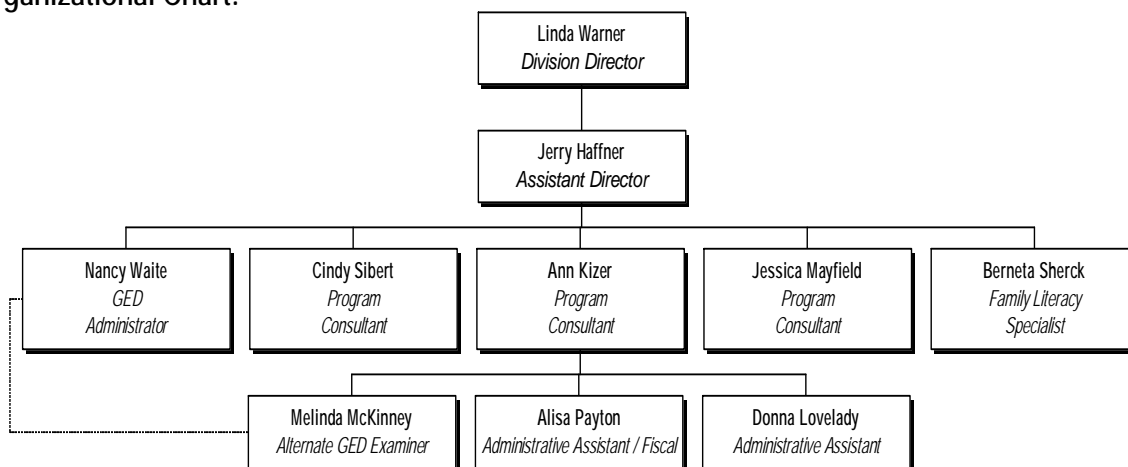 ganizational Chart:
Linda Warner
Division Director
Jerry Haffner
Assistant Director
Nancy Waite
GED
Administrator
Cindy Sibert
Program
Consultant
Ann Kizer
Program
Consultant
Jessica Mayfield
Program
Consultant
Berneta Sherck
Family Literacy
Specialist
Melinda McKinney
Alternate GED Examiner
Alisa Payton
Administrative Assistant / Fiscal
Donna Lovelady
Administrative Assistant